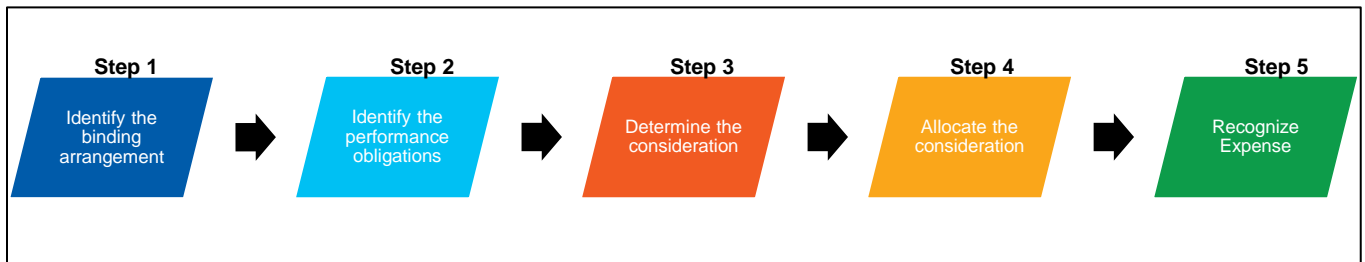 Step 1
Identify the
binding
arrangement
Step 2
Identify the
performance
obligations
Step 3
Determine the
consideration
Step 4
Allocate the
consideration
Step 5
Recognize
Expense